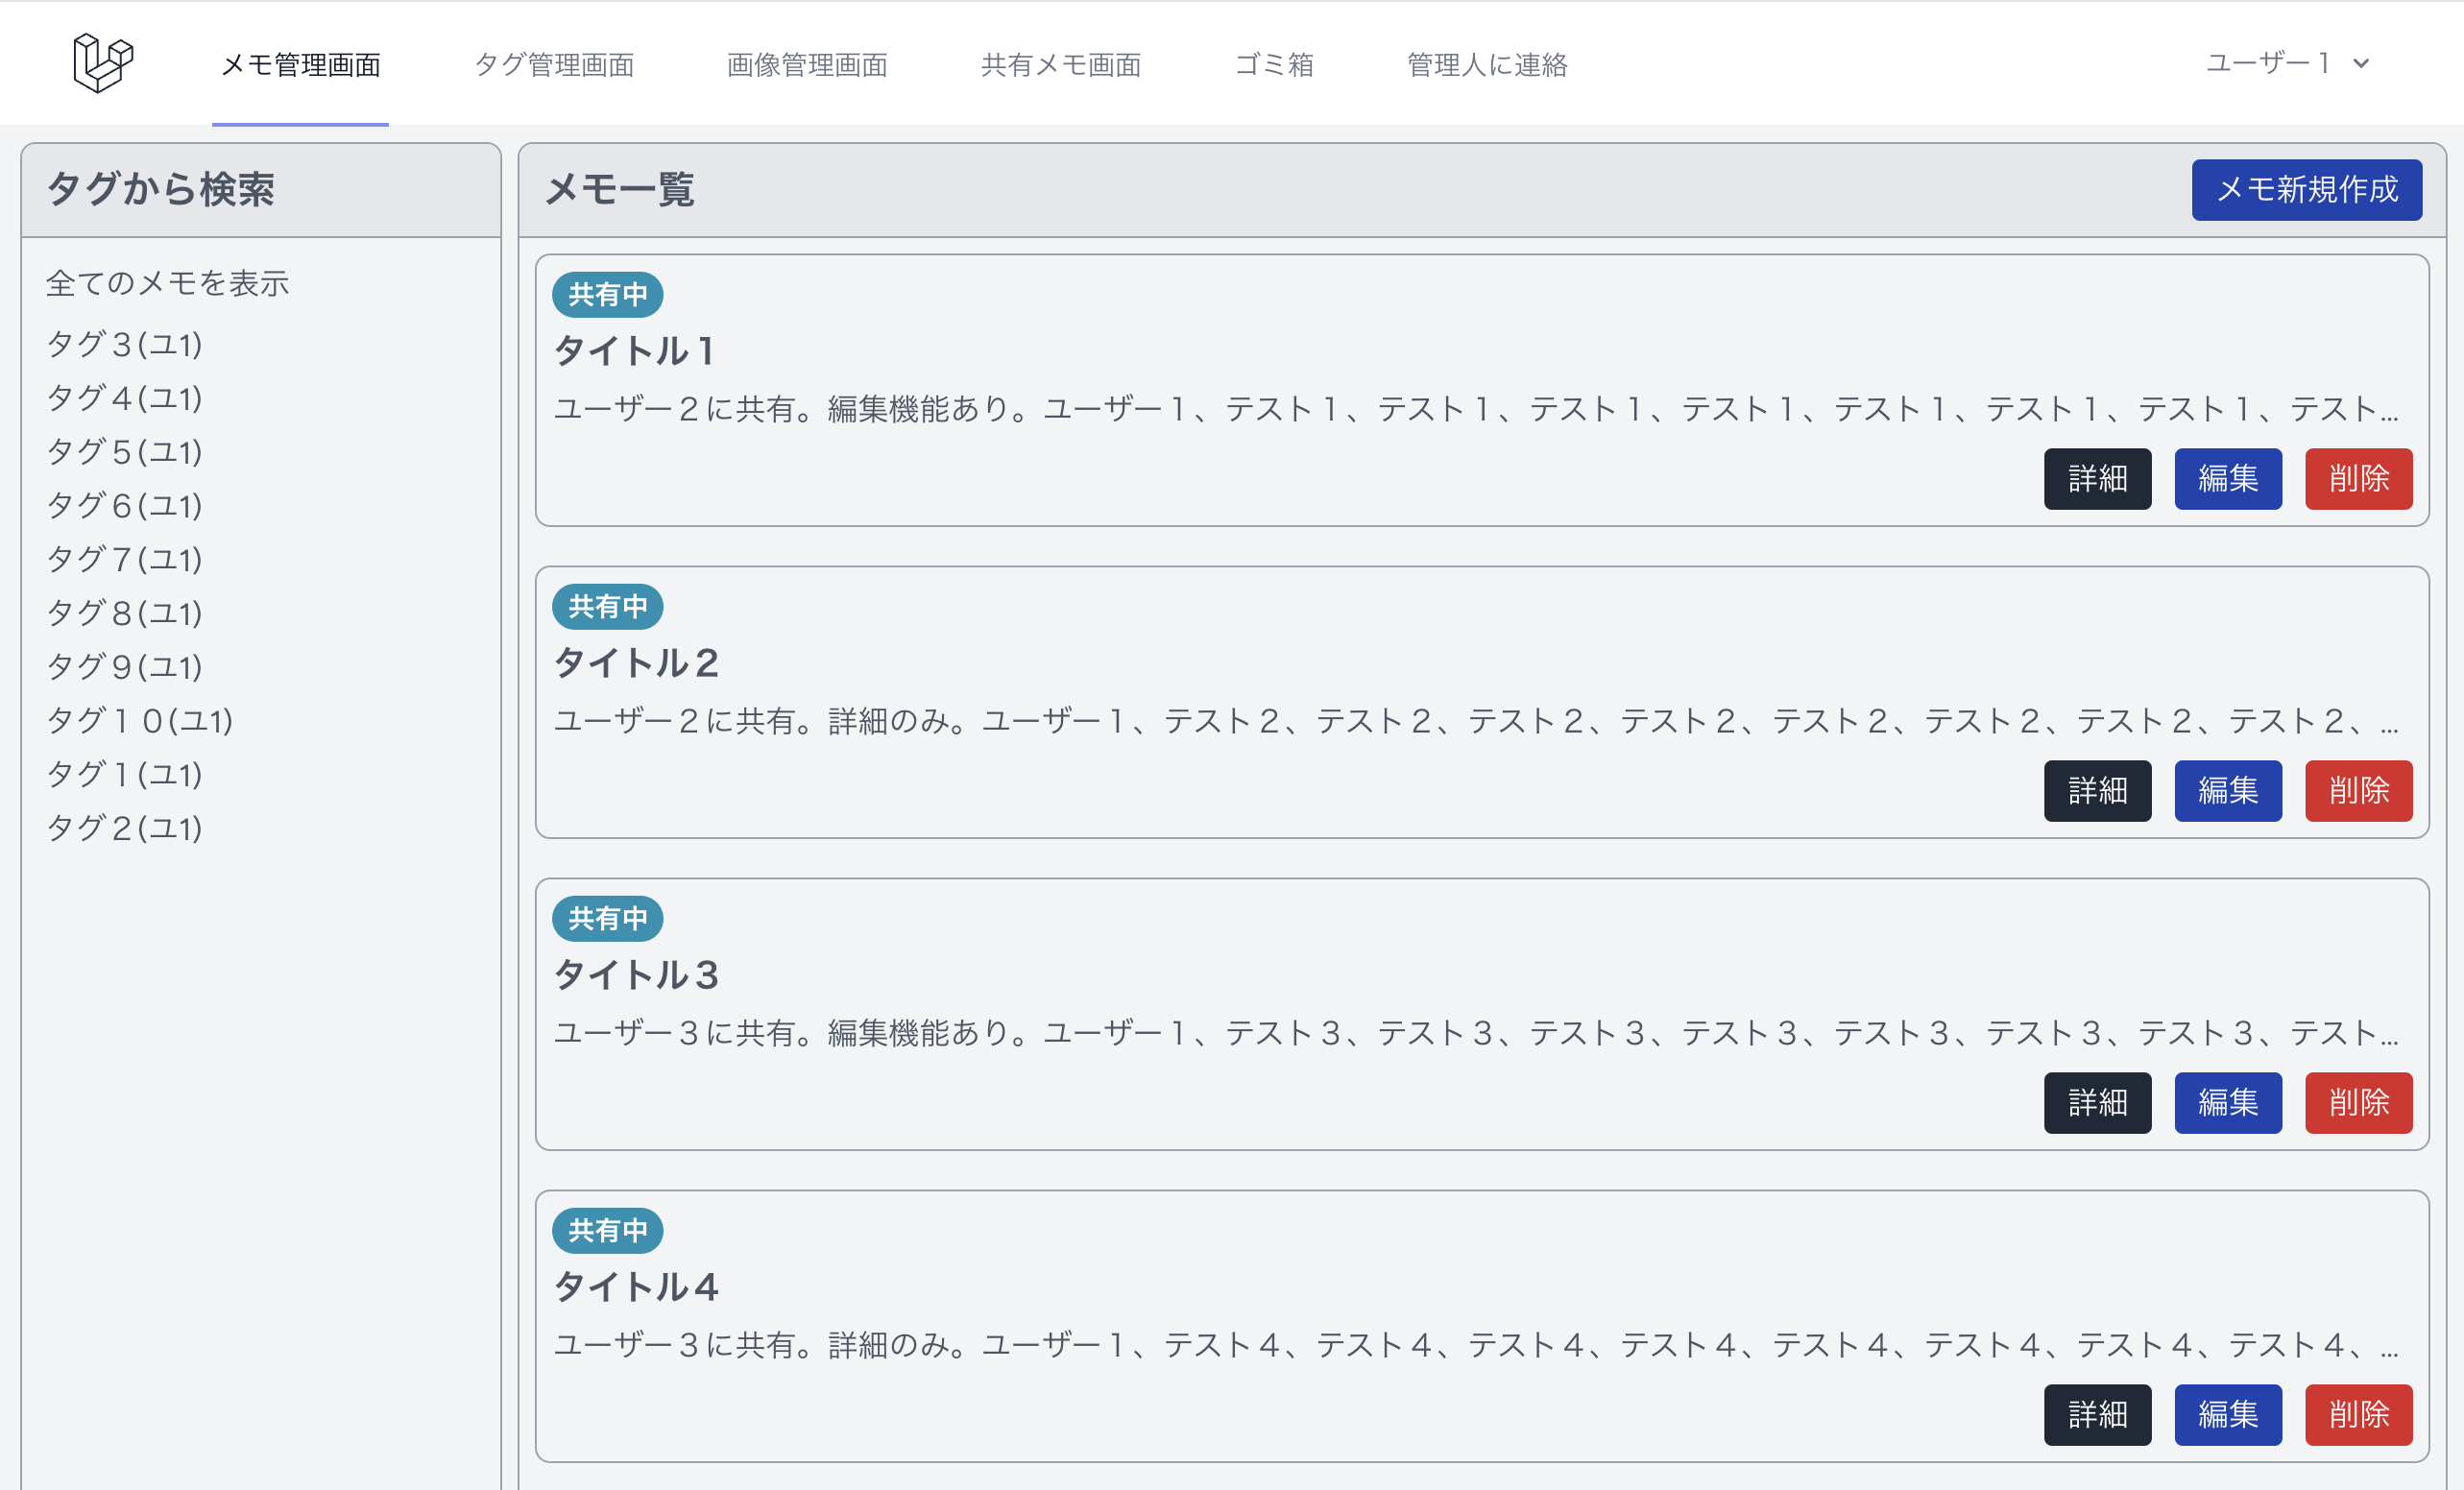 メモ管理画面 タグ管理画面 画像管理画面 共有メモ画面 ゴミ箱 管理人に連絡 ユーザー1
タグから検索
全てのメモを表示
タグ3(ユ1)
タグ4(ユ1)
タグ5(ユ1)
タグ6(ユ1)
タグ7(ユ1)
タグ8(ユ1)
タグ9(ユ1)
タグ10(ユ1)
タグ1(ユ1)
タグ2(ユ1)
メモ一覧 メモ新規作成
共有中
タイトル1
ユーザー2に共有。編集機能あり。ユーザー1、テスト1、テスト1、テスト1、テスト1、テスト1、テスト1、テスト1、テスト...
詳細 編集 削除
共有中
タイトル2
ユーザー2に共有。詳細のみ。ユーザー1、テスト2、テスト2、テスト2、テスト2、テスト2、テスト2、テスト2、テスト2、...
詳細 編集 削除
共有中
タイトル3
ユーザー3に共有。編集機能あり。ユーザー1、テスト3、テスト3、テスト3、テスト3、テスト3、テスト3、テスト3、テスト...
詳細 編集 削除
共有中
タイトル4
ユーザー3に共有。詳細のみ。ユーザー1、テスト4、テスト4、テスト4、テスト4、テスト4、テスト4、テスト4、テスト4、...
詳細 編集 削除